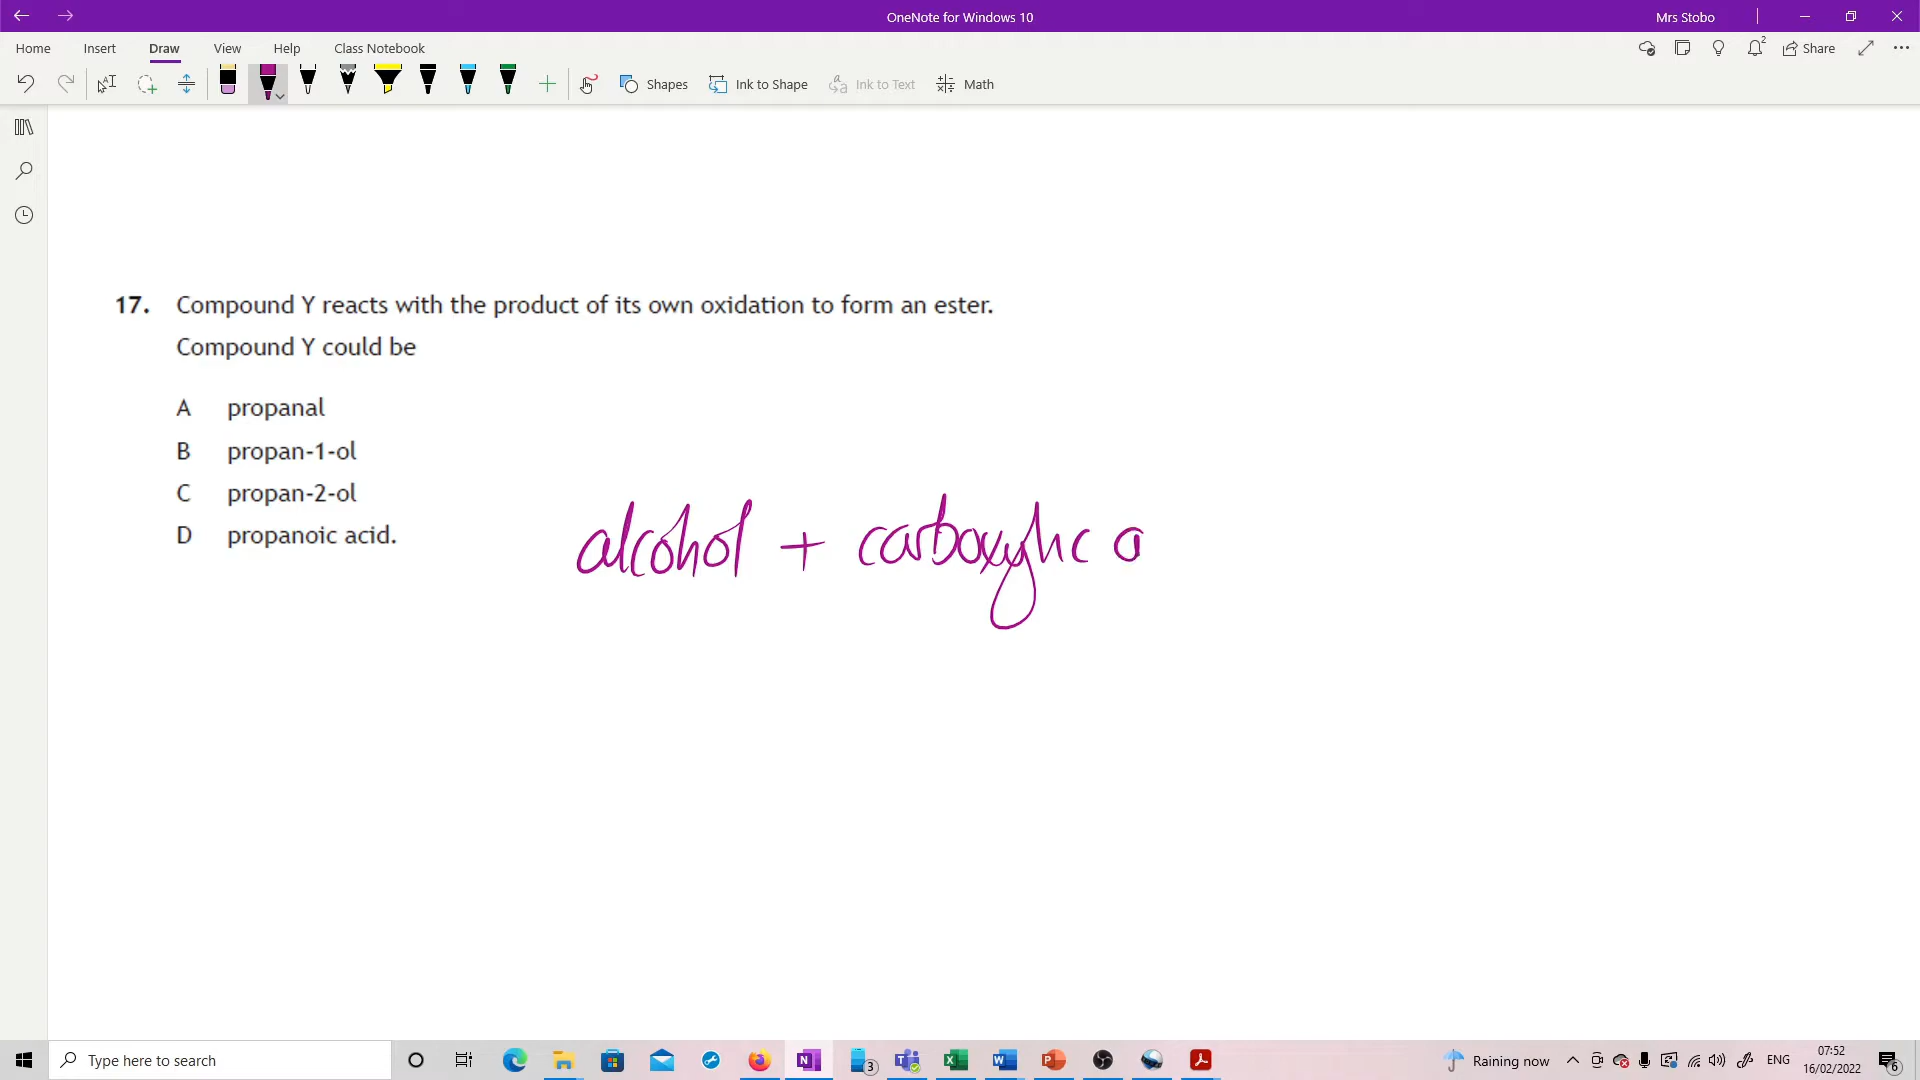 OneNote for Windows 10
Mrs Stobo
Home Insert Draw View Help Class Notebook
2
Share
Shapes Ink to Shape Ink to Text Math
17. Compound Y reacts with the product of its own oxidation to form an ester.
Compound Y could be
A propanal
B propan-1-ol
C propan-2-ol
D propanoic acid.
alcohol + carboxylic a
Type here to search
3
Raining now
ENG
07:52
16/02/2022
6